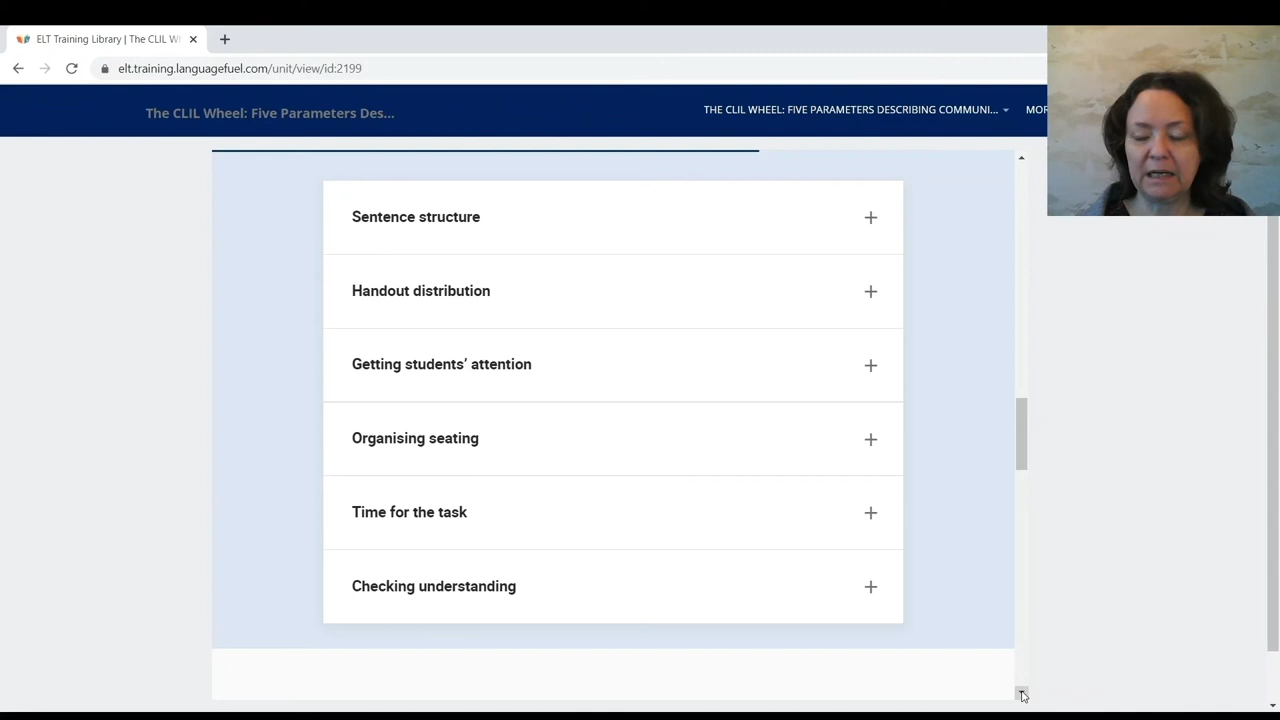 ELT Training Library | The CLIL W
elt.training.languagefuel.com/unit/view/id:2199
The CLIL Wheel: Five Parameters Des...
THE CLIL WHEEL: FIVE PARAMETERS DESCRIBING COMMUNI...
MOR
Sentence structure
Handout distribution
Getting students’ attention
Organising seating
Time for the task
Checking understanding